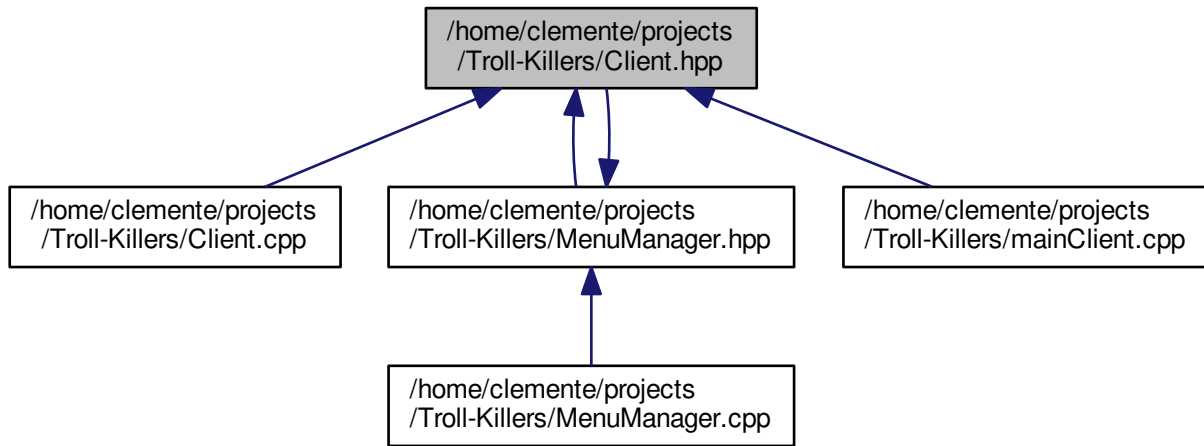 /home/clemente/projects
/Troll-Killers/Client.hpp
/home/clemente/projects
/Troll-Killers/Client.cpp
/home/clemente/projects
/Troll-Killers/MenuManager.hpp
/home/clemente/projects
/Troll-Killers/mainClient.cpp
/home/clemente/projects
/Troll-Killers/MenuManager.cpp